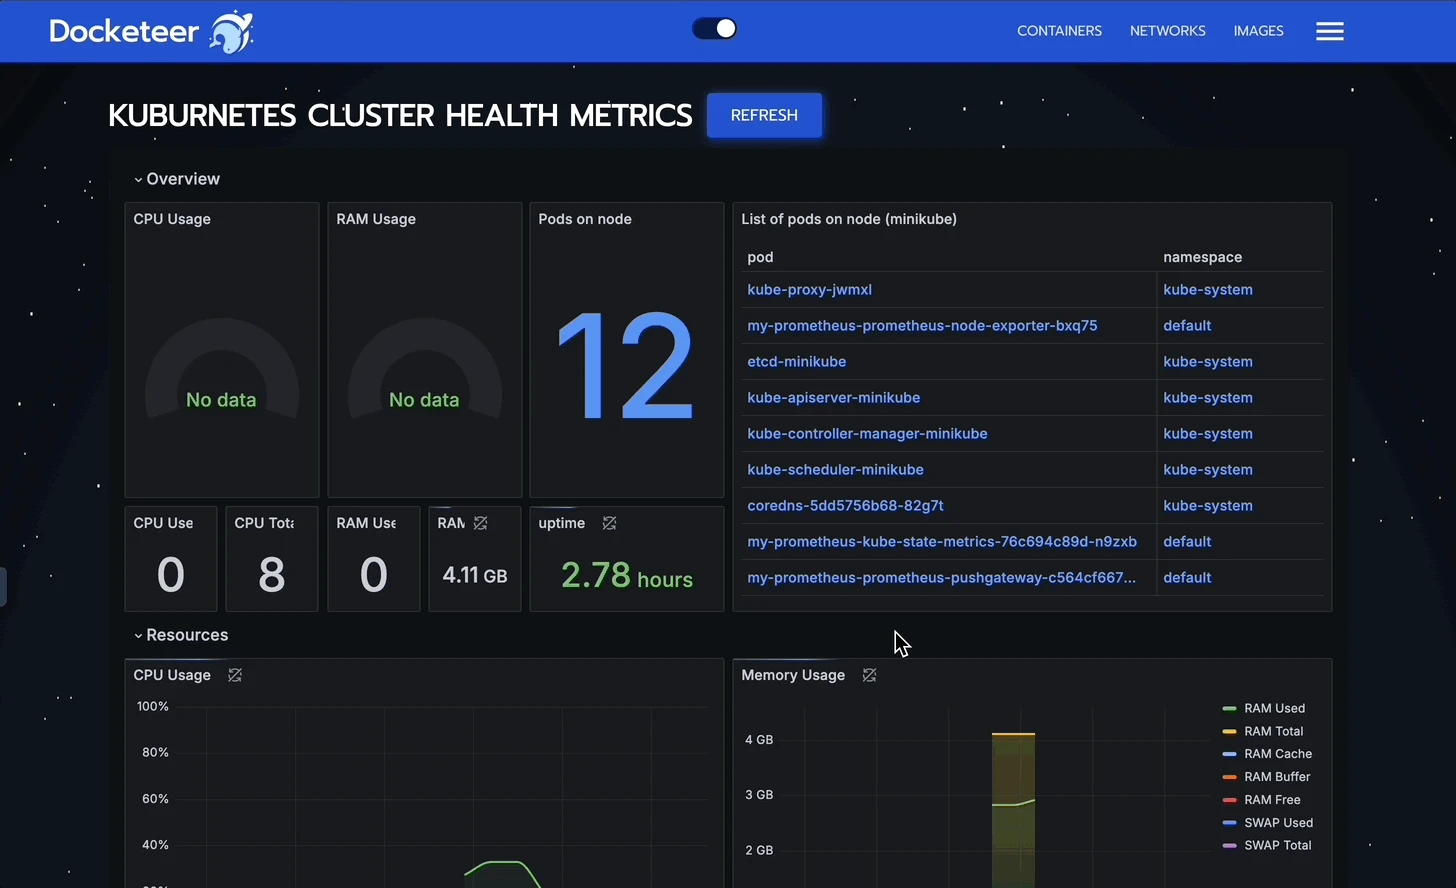 Docketeer
CONTAINERS NETWORKS IMAGES
KUBURNETES CLUSTER HEALTH METRICS REFRESH
Overview
CPU Usage
No data
RAM Usage
No data
Pods on node
12
List of pods on node (minikube)
pod namespace
kube-proxy-jwmxl kube-system
my-prometheus-prometheus-node-exporter-bxq75 default
etcd-minikube kube-system
kube-apiserver-minikube kube-system
kube-controller-manager-minikube kube-system
kube-scheduler-minikube kube-system
coredns-5dd5756b68-82g7t kube-system
my-prometheus-kube-state-metrics-76c694c89d-n9zxb default
my-prometheus-prometheus-pushgateway-c564cf667... default
CPU Use
0
CPU Tota
8
RAM Use
0
RAM
4.11 GB
uptime
2.78 hours
Resources
CPU Usage
100%
80%
60%
40%
Memory Usage
4 GB
3 GB
2 GB
RAM Used
RAM Total
RAM Cache
RAM Buffer
RAM Free
SWAP Used
SWAP Total